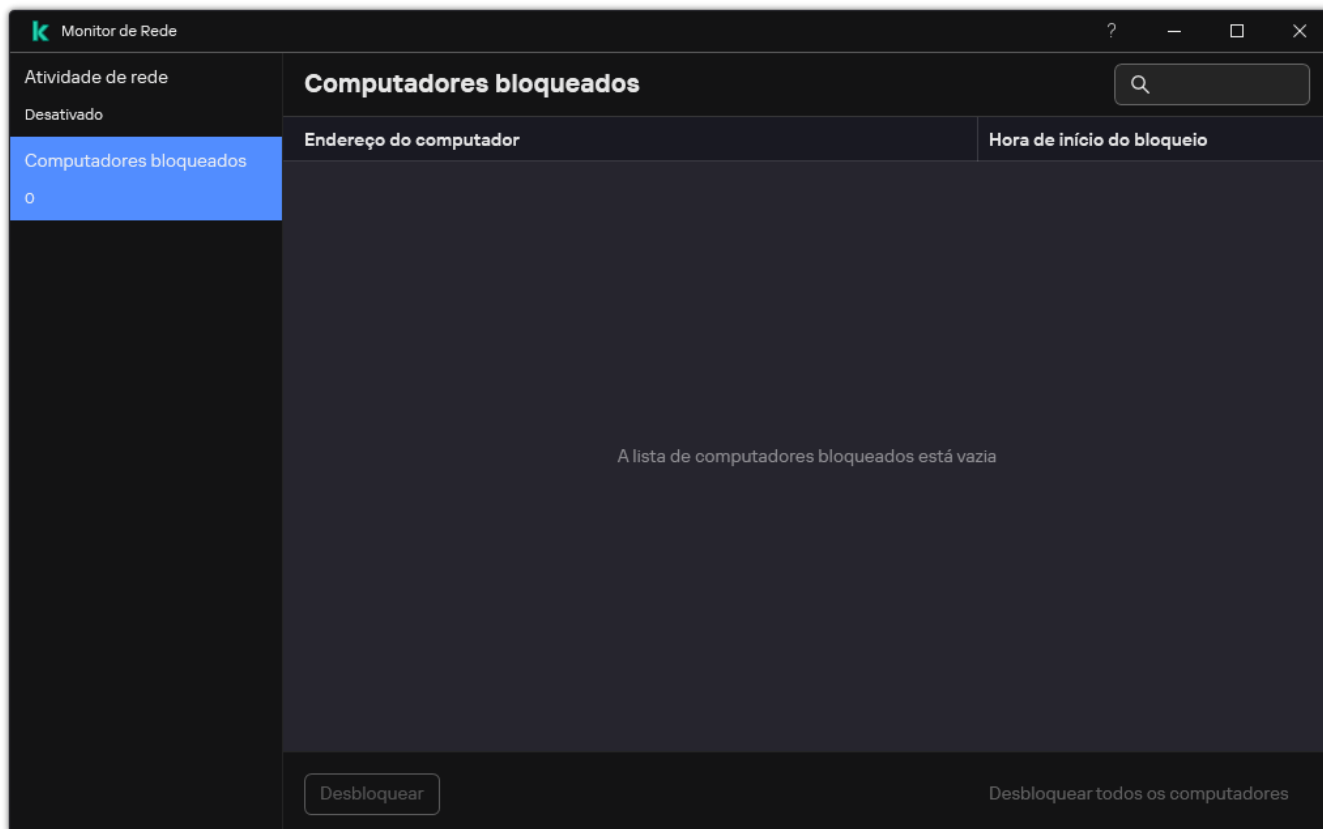 Monitor de Rede
?
Atividade de rede
Desativado
Computadores bloqueados
0
Computadores bloqueados
Endereço do computador
Hora de início do bloqueio
A lista de computadores bloqueados está vazia
Desbloquear
Desbloquear todos os computadores